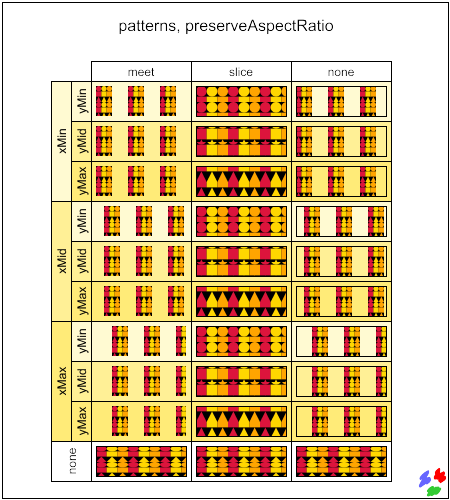 patterns, preserveAspectRatio
meet slice none
xMin
yMin
yMid
yMax
xMid
yMin
yMid
yMax
xMax
yMin
yMid
yMax
none